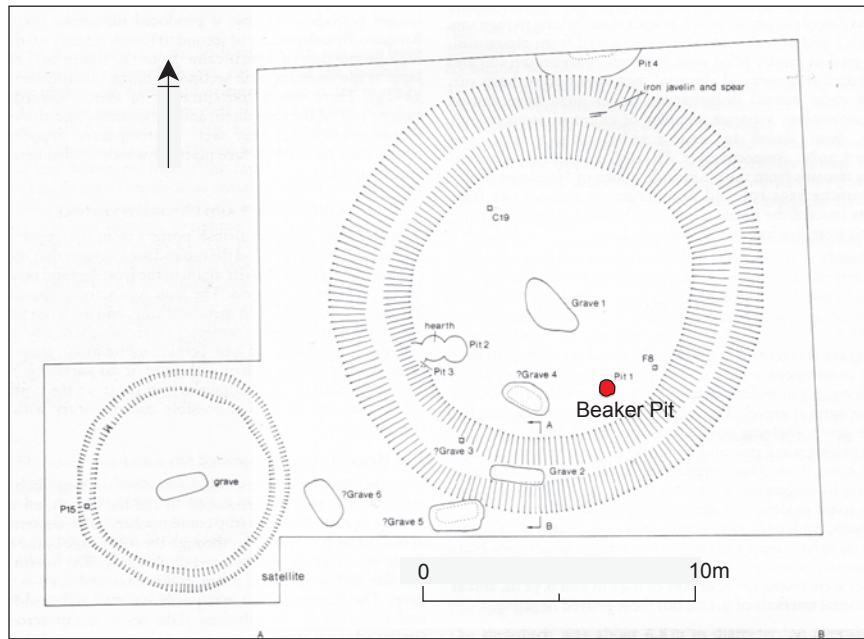 Pit 4
iron javelin and spear
C19
Grave 1
hearth
Pit 2
F8
Pit 3
?Grave 4
Pit 1
Beaker Pit
A
?Grave 3
Grave 2
grave
?Grave 6
P15
?Grave 5
B
satellite
0 10m
A B